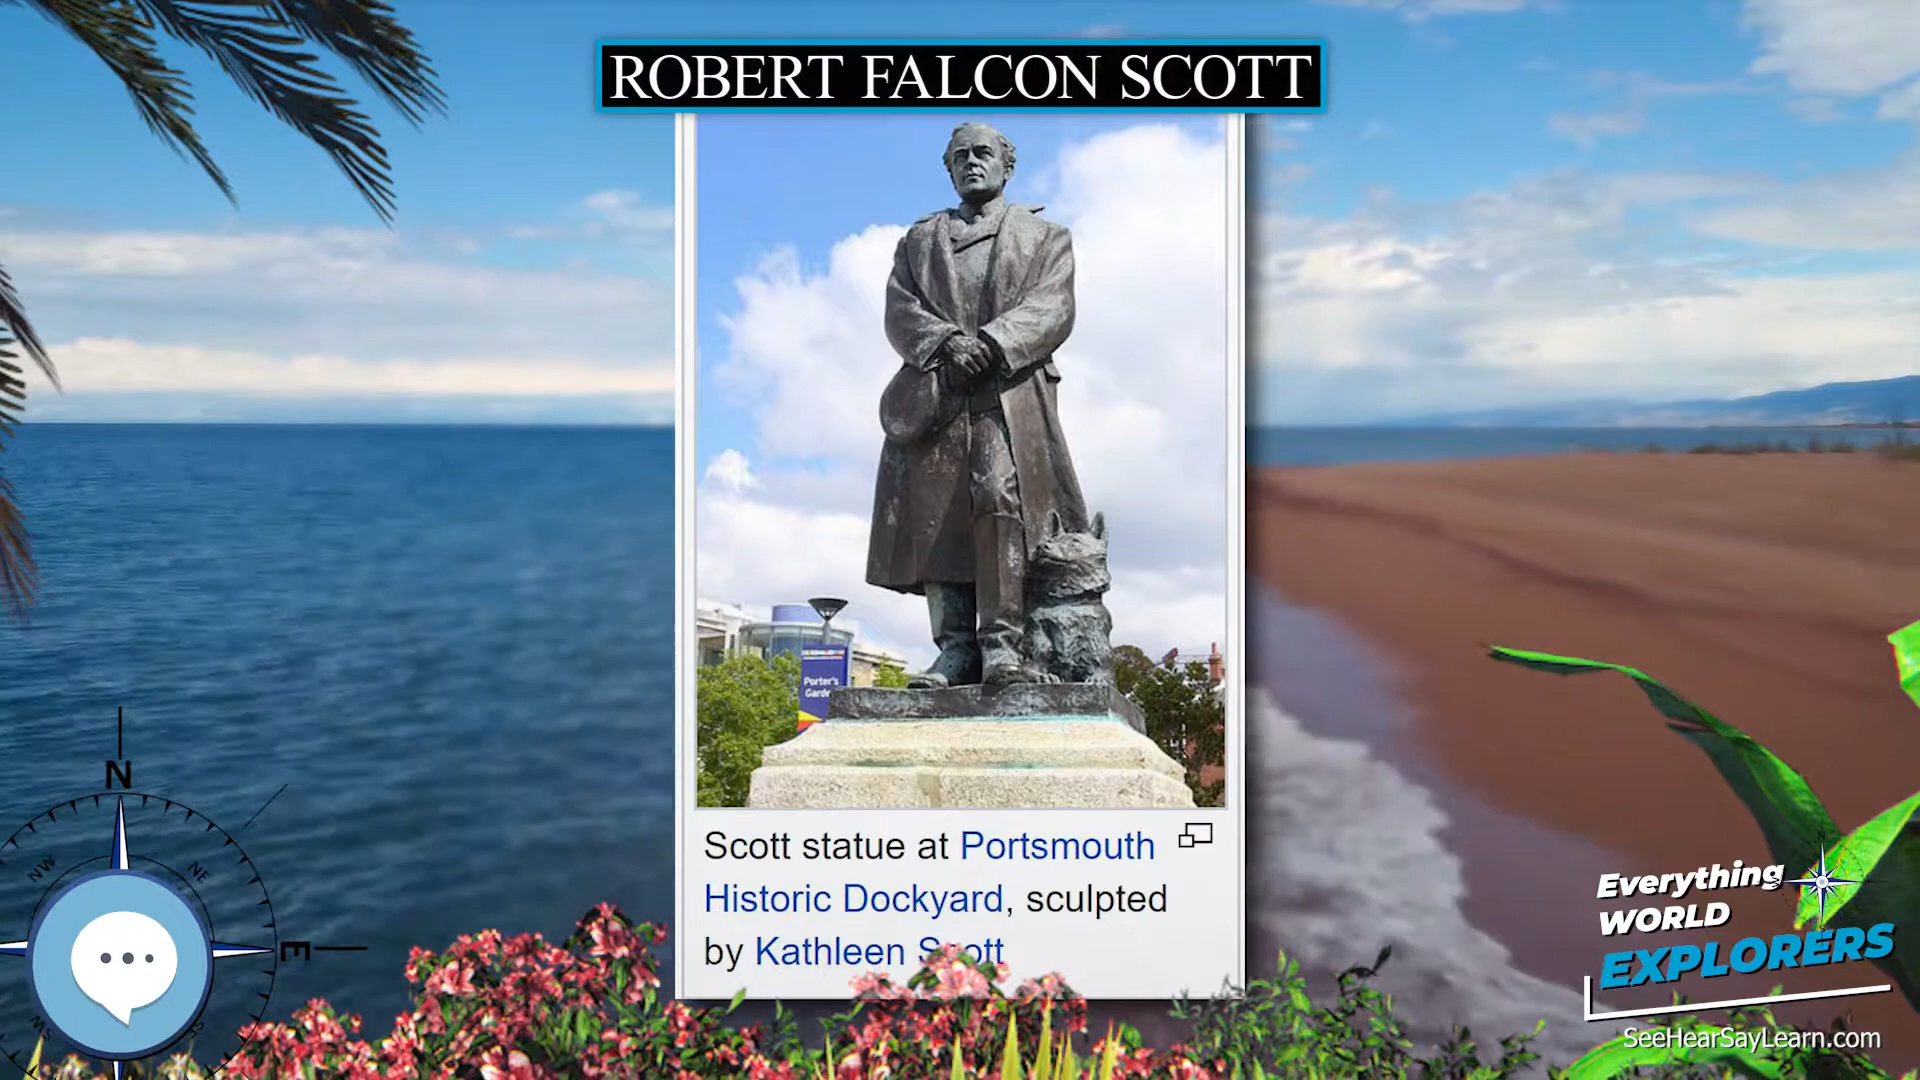 ROBERT FALCON SCOTT
Porter's
Scott statue at Portsmouth
Historic Dockyard, sculpted
by Kathleen Scott
N
NW
NE
E
Everything
WORLD
EXPLORERS
SeeHearSayLearn.com